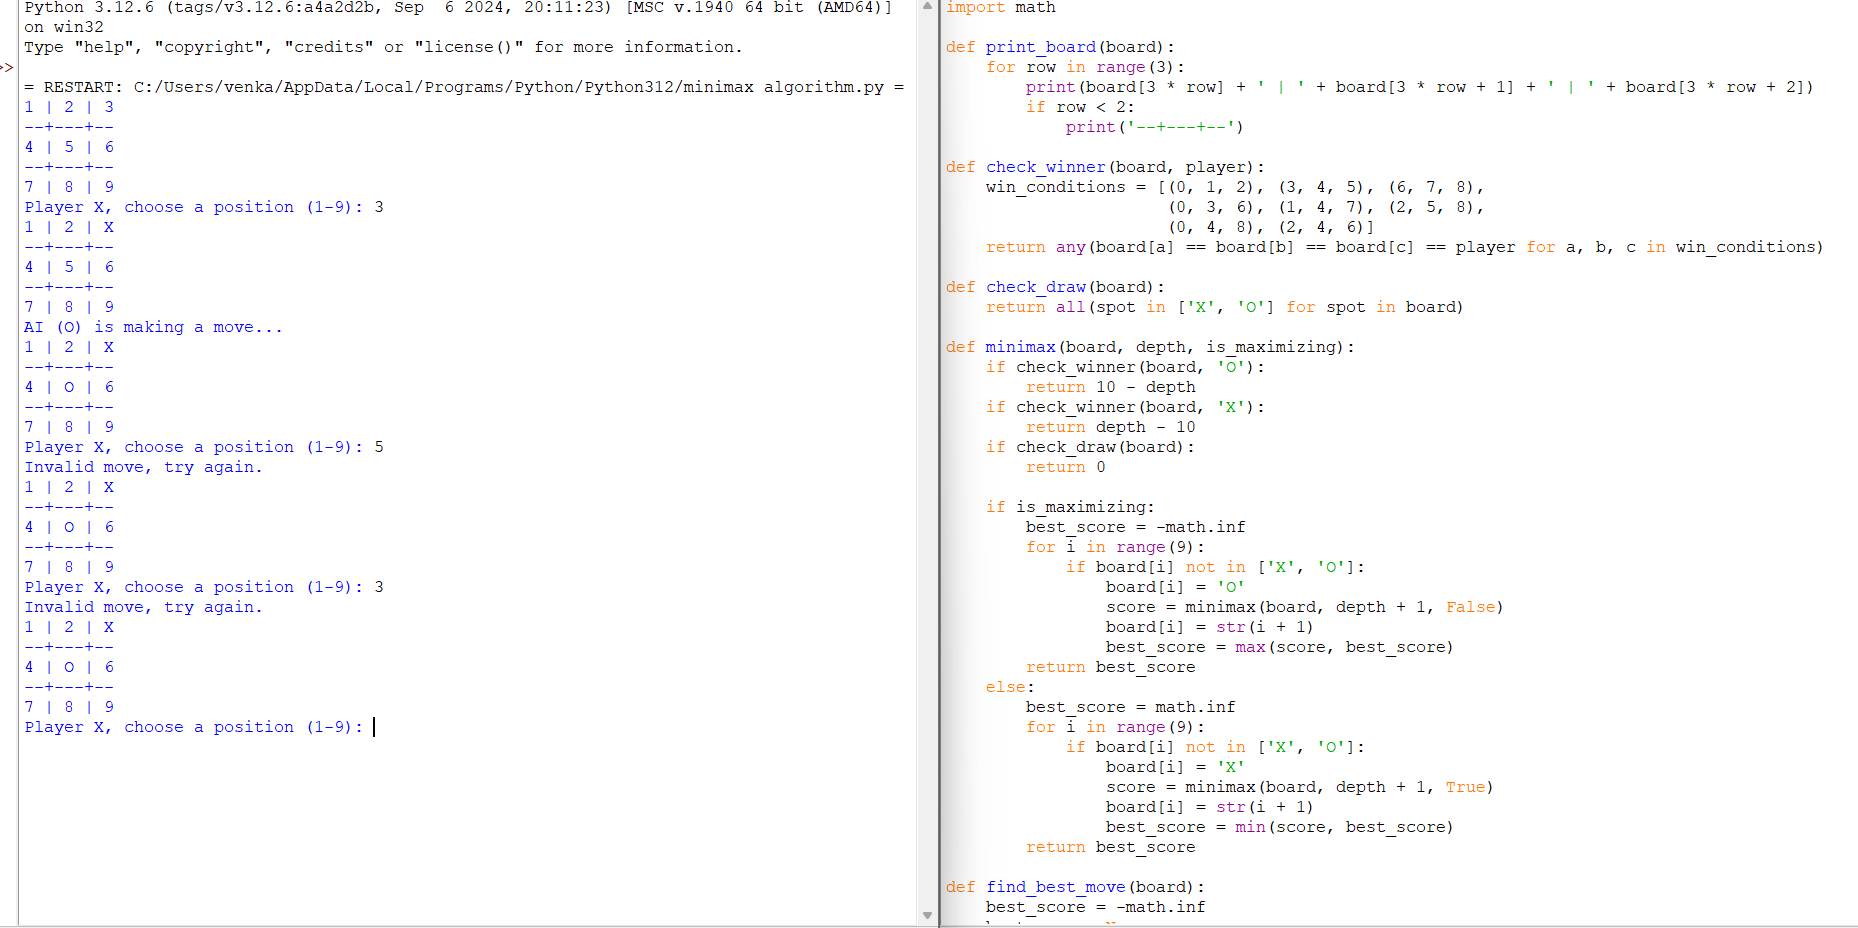 Python 3.12.6 (tags/v3.12.6:a4a2d2b, Sep  6 2024, 20:11:23) [MSC v.1940 64 bit (AMD64)]
on win32
Type "help", "copyright", "credits" or "license()" for more information.
>>
= RESTART: C:/Users/venka/AppData/Local/Programs/Python/Python312/minimax algorithm.py =
1 | 2 | 3
--+---+--
4 | 5 | 6
--+---+--
7 | 8 | 9
Player X, choose a position (1-9): 3
1 | 2 | X
--+---+--
4 | 5 | 6
--+---+--
7 | 8 | 9
AI (O) is making a move...
1 | 2 | X
--+---+--
4 | O | 6
--+---+--
7 | 8 | 9
Player X, choose a position (1-9): 5
Invalid move, try again.
1 | 2 | X
--+---+--
4 | O | 6
--+---+--
7 | 8 | 9
Player X, choose a position (1-9): 3
Invalid move, try again.
1 | 2 | X
--+---+--
4 | O | 6
--+---+--
7 | 8 | 9
Player X, choose a position (1-9):
import math

def print_board(board):
    for row in range(3):
        print(board[3 * row] + ' | ' + board[3 * row + 1] + ' | ' + board[3 * row + 2])
        if row < 2:
            print('--+---+--')

def check_winner(board, player):
    win_conditions = [(0, 1, 2), (3, 4, 5), (6, 7, 8),
                      (0, 3, 6), (1, 4, 7), (2, 5, 8),
                      (0, 4, 8), (2, 4, 6)]
    return any(board[a] == board[b] == board[c] == player for a, b, c in win_conditions)

def check_draw(board):
    return all(spot in ['X', 'O'] for spot in board)

def minimax(board, depth, is_maximizing):
    if check_winner(board, 'O'):
        return 10 - depth
    if check_winner(board, 'X'):
        return depth - 10
    if check_draw(board):
        return 0

    if is_maximizing:
        best_score = -math.inf
        for i in range(9):
            if board[i] not in ['X', 'O']:
                board[i] = 'O'
                score = minimax(board, depth + 1, False)
                board[i] = str(i + 1)
                best_score = max(score, best_score)
        return best_score
    else:
        best_score = math.inf
        for i in range(9):
            if board[i] not in ['X', 'O']:
                board[i] = 'X'
                score = minimax(board, depth + 1, True)
                board[i] = str(i + 1)
                best_score = min(score, best_score)
        return best_score

def find_best_move(board):
    best_score = -math.inf